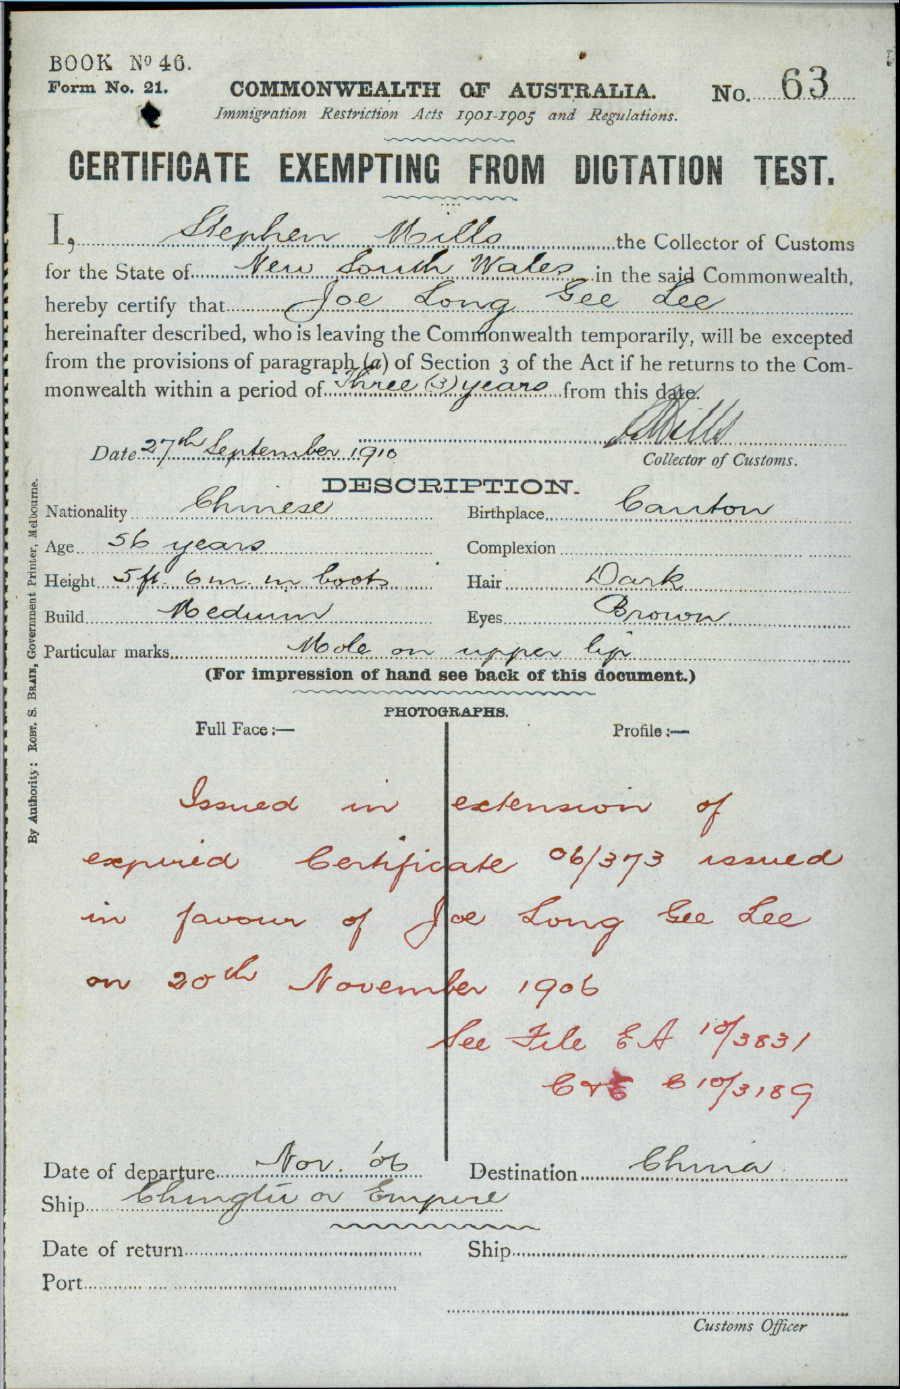 BOOK No 46.
Form No. 21.
COMMONWEALTH OF AUSTRALIA.
No. 63
Immigration Restriction Acts 1901-1905 and Regulations.
CERTIFICATE EXEMPTING FROM DICTATION TEST.
I, Stephen Mills the Collector of Customs
for the State of New South Wales in the said Commonwealth,
hereby certify that Joe Long Gee Lee
hereinafter described, who is leaving the Commonwealth temporarily, will be excepted
from the provisions of paragraph (a) of Section 3 of the Act if he returns to the Com-
monwealth within a period of Three (3) years from this date.
S Mills
Date 27th September 1910
Collector of Customs.
DESCRIPTION.
Nationality Chinese Birthplace Canton
Age 56 years Complexion
Height 5 ft. 6 in. in boots Hair Dark
Build Medium Eyes Brown
Particular marks Mole on upper lip
(For impression of hand see back of this document.)
PHOTOGRAPHS.
Full Face :— Profile :—
Issued in extension of
expired Certificate 06/373 issued
in favour of Joe Long Gee Lee
on 20th November 1906
See File EA 10/3831
C & E C 10/3189
Date of departure Nov. '06 Destination China
Ship Chingtu or Empire
Date of return Ship
Port
Customs Officer
By Authority: ROBT. S. BRAIN, Government Printer, Melbourne.